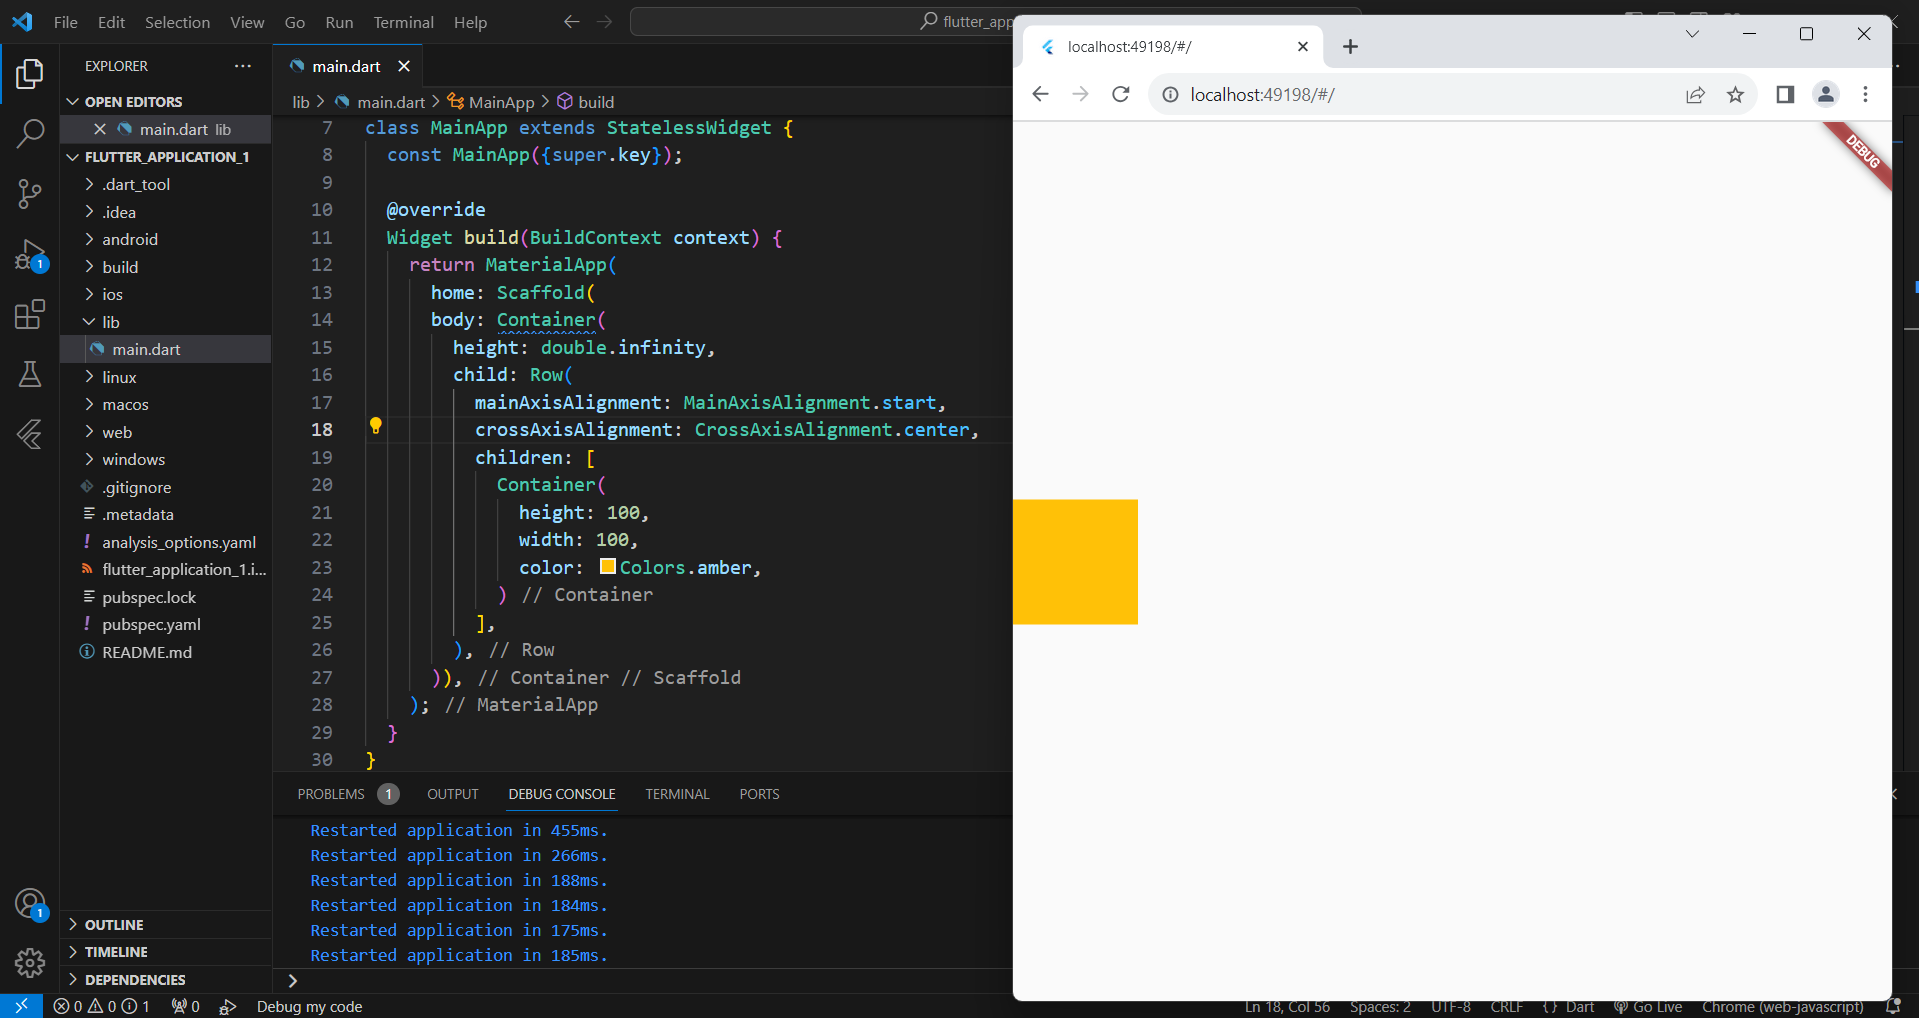 File Edit Selection View Go Run Terminal Help
flutter_app
EXPLORER
OPEN EDITORS
main.dart lib
FLUTTER_APPLICATION_1
.dart_tool
.idea
android
build
ios
lib
main.dart
linux
macos
web
windows
.gitignore
.metadata
analysis_options.yaml
flutter_application_1.i...
pubspec.lock
pubspec.yaml
README.md
OUTLINE
TIMELINE
DEPENDENCIES
1
1
main.dart
lib > main.dart > MainApp > build
7 class MainApp extends StatelessWidget {
8 const MainApp({super.key});
9
10 @override
11 Widget build(BuildContext context) {
12 return MaterialApp(
13 home: Scaffold(
14 body: Container(
15 height: double.infinity,
16 child: Row(
17 mainAxisAlignment: MainAxisAlignment.start,
18 crossAxisAlignment: CrossAxisAlignment.center,
19 children: [
20 Container(
21 height: 100,
22 width: 100,
23 color: Colors.amber,
24 ) // Container
25 ],
26 ), // Row
27 )), // Container // Scaffold
28 ); // MaterialApp
29 }
30 }
PROBLEMS 1 OUTPUT DEBUG CONSOLE TERMINAL PORTS
Restarted application in 455ms.
Restarted application in 266ms.
Restarted application in 188ms.
Restarted application in 184ms.
Restarted application in 175ms.
Restarted application in 185ms.
>
localhost:49198/#/
localhost:49198/#/
DEBUG
0 0 1 0 Debug my code Ln 18, Col 56 Spaces: 2 UTF-8 CRLF {} Dart Go Live Chrome (web-javascript)